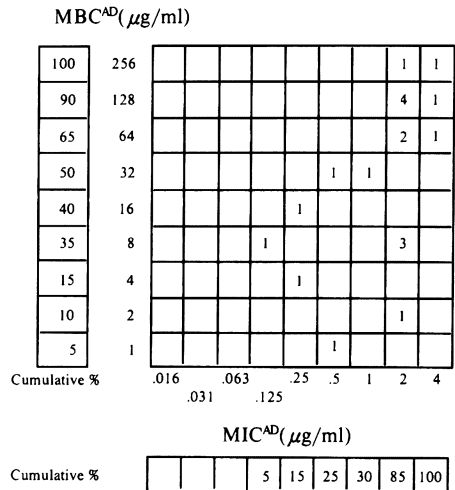 MBC^AD(μg/ml)
100 256 1 1
90 128 4 1
65 64 2 1
50 32 1 1
40 16 1
35 8 1 3
15 4 1
10 2 1
5 1 1
Cumulative % .016 .063 .25 .5 1 2 4
.031 .125
MIC^AD(μg/ml)
Cumulative % 5 15 25 30 85 100